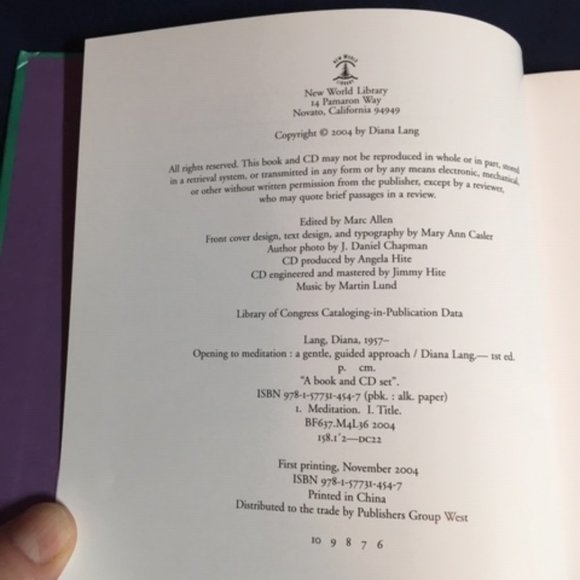 NEW WORLD
LIBRARY
New World Library
14 Pamaron Way
Novato, California 94949
Copyright © 2004 by Diana Lang
All rights reserved. This book and CD may not be reproduced in whole or in part, stored
in a retrieval system, or transmitted in any form or by any means electronic, mechanical,
or other without written permission from the publisher, except by a reviewer,
who may quote brief passages in a review.
Edited by Marc Allen
Front cover design, text design, and typography by Mary Ann Casler
Author photo by J. Daniel Chapman
CD produced by Angela Hite
CD engineered and mastered by Jimmy Hite
Music by Martin Lund
Library of Congress Cataloging-in-Publication Data
Lang, Diana, 1957–
Opening to meditation : a gentle, guided approach / Diana Lang.— 1st ed.
p. cm.
"A book and CD set".
ISBN 978-1-57731-454-7 (pbk. : alk. paper)
1. Meditation. I. Title.
BF637.M4L36 2004
158.1'2—DC22
First printing, November 2004
ISBN 978-1-57731-454-7
Printed in China
Distributed to the trade by Publishers Group West
10 9 8 7 6